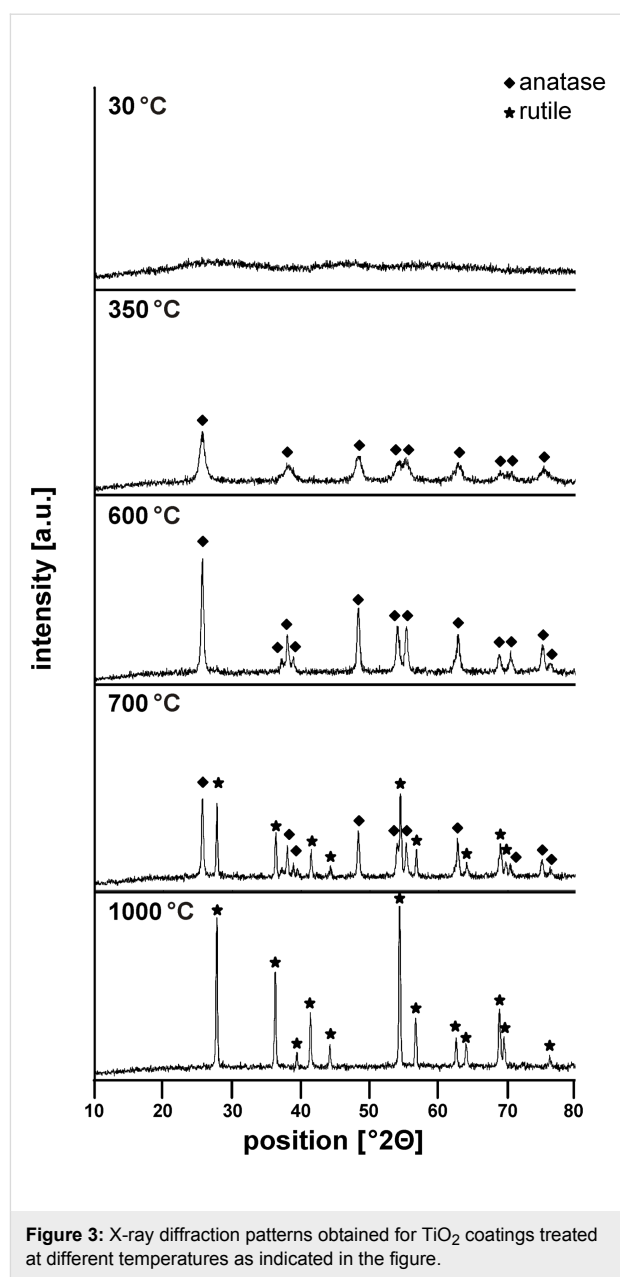 ◆ anatase
★ rutile
30 °C
350 °C
600 °C
700 °C
1000 °C
intensity [a.u.]
10 20 30 40 50 60 70 80
position [°2Θ]
Figure 3: X-ray diffraction patterns obtained for TiO2 coatings treated
at different temperatures as indicated in the figure.